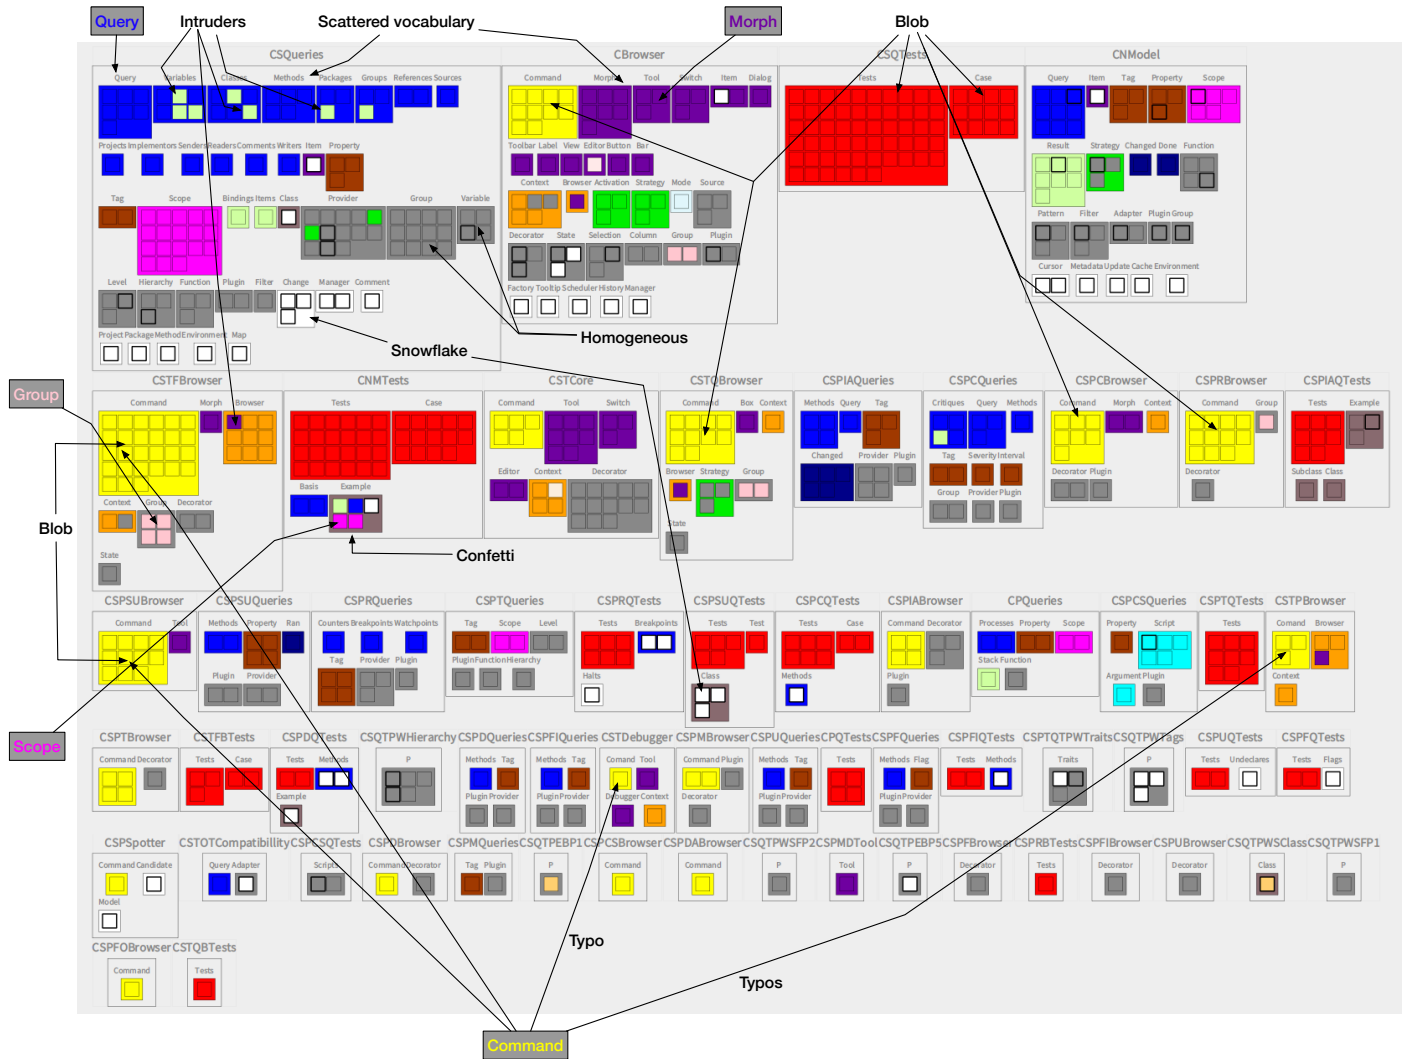 Query Intruders Scattered vocabulary Morph Blob
CSQueries CBrowser CSQTests CNModel
Query Variables Classes Methods Packages Groups References Sources
Command Morph Tool Switch Item Dialog
Tests Case
Query Item Tag Property Scope
Projects Implementors Senders Readers Comments Writers Item Property
Toolbar Label View Editor Button Bar
Result Strategy Changed Done Function
Tag Scope Bindings Items Class Provider Group Variable
Context Browser Activation Strategy Mode Source
Pattern Filter Adapter Plugin Group
Decorator State Selection Column Group Plugin
Level Hierarchy Function Plugin Filter Change Manager Comment
Factory Tooltip Scheduler History Manager
Cursor Metadata Update Cache Environment
Project Package Method Environment Map
Snowflake
Homogeneous
Group
CSTFBrowser CNMTests CSTCore CSTQBrowser CSPIAQueries CSPCQueries CSPCBrowser CSPRBrowser CSPIAQTests
Command Morph Browser
Tests Case
Command Tool Switch
Command Box Context
Methods Query Tag
Critiques Query Methods
Command Morph Context
Command Group
Tests Example
Changed Provider Plugin
Editor Context Decorator
Browser Strategy Group
Tag Severity Interval
Decorator Plugin
Decorator
Subclass Class
Basis Example
Group Provider Plugin
Context Group Decorator
State
State
Blob
Confetti
CSPSUBrowser CSPSUQueries CSPRQueries CSPTQueries CSPRQTests CSPSUQTests CSPCQTests CSPIABrowser CPQueries CSPCSQueries CSPTQTests CSTPBrowser
Command Tool
Methods Property Ran
Counters Breakpoints Watchpoints
Tag Scope Level
Tests Breakpoints
Tests Test
Tests Case
Command Decorator
Processes Property Scope
Property Script
Tests
Comand Browser
Tag Provider Plugin
Plugin Function Hierarchy
Plugin Provider
Halts
Class
Methods
Plugin
Stack Function
Argument Plugin
Context
Scope
CSPTBrowser CSTFBTests CSPDQTests CSQTPWHierarchy CSPDQueries CSPFIQueries CSTDebugger CSPMBrowser CSPUQueries CPQTests CSPFQueries CSPFIQTests CSPTQTPWTraits CSQTPWTags CSPUQTests CSPFQTests
Command Decorator
Tests Case
Tests Methods
P
Methods Tag
Methods Tag
Comand Tool
Command Plugin
Methods Tag
Tests
Methods Flag
Tests Methods
Traits
P
Tests Undeclares
Tests Flags
Example
Plugin Provider
Plugin Provider
Debugger Context
Decorator
Plugin Provider
Plugin Provider
CSPSpotter CSTOTCompatibillity CSPCSQTests CSPDBrowser CSPMQueries CSQTPEBP1 CSPCSBrowser CSPDABrowser CSQTPWSFP2 CSPMDTool CSQTPEBP5 CSPFBrowser CSPRBTests CSPFIBrowser CSPUBrowser CSQTPWSClass CSQTPWSFP1
Command Candidate
Query Adapter
Scripts
Command Decorator
Tag Plugin
P
Command
Command
P
Tool
P
Decorator
Tests
Decorator
Decorator
Class
P
Model
Typo
CSPFOBrowser CSTQBTests
Command
Tests
Typos
Command